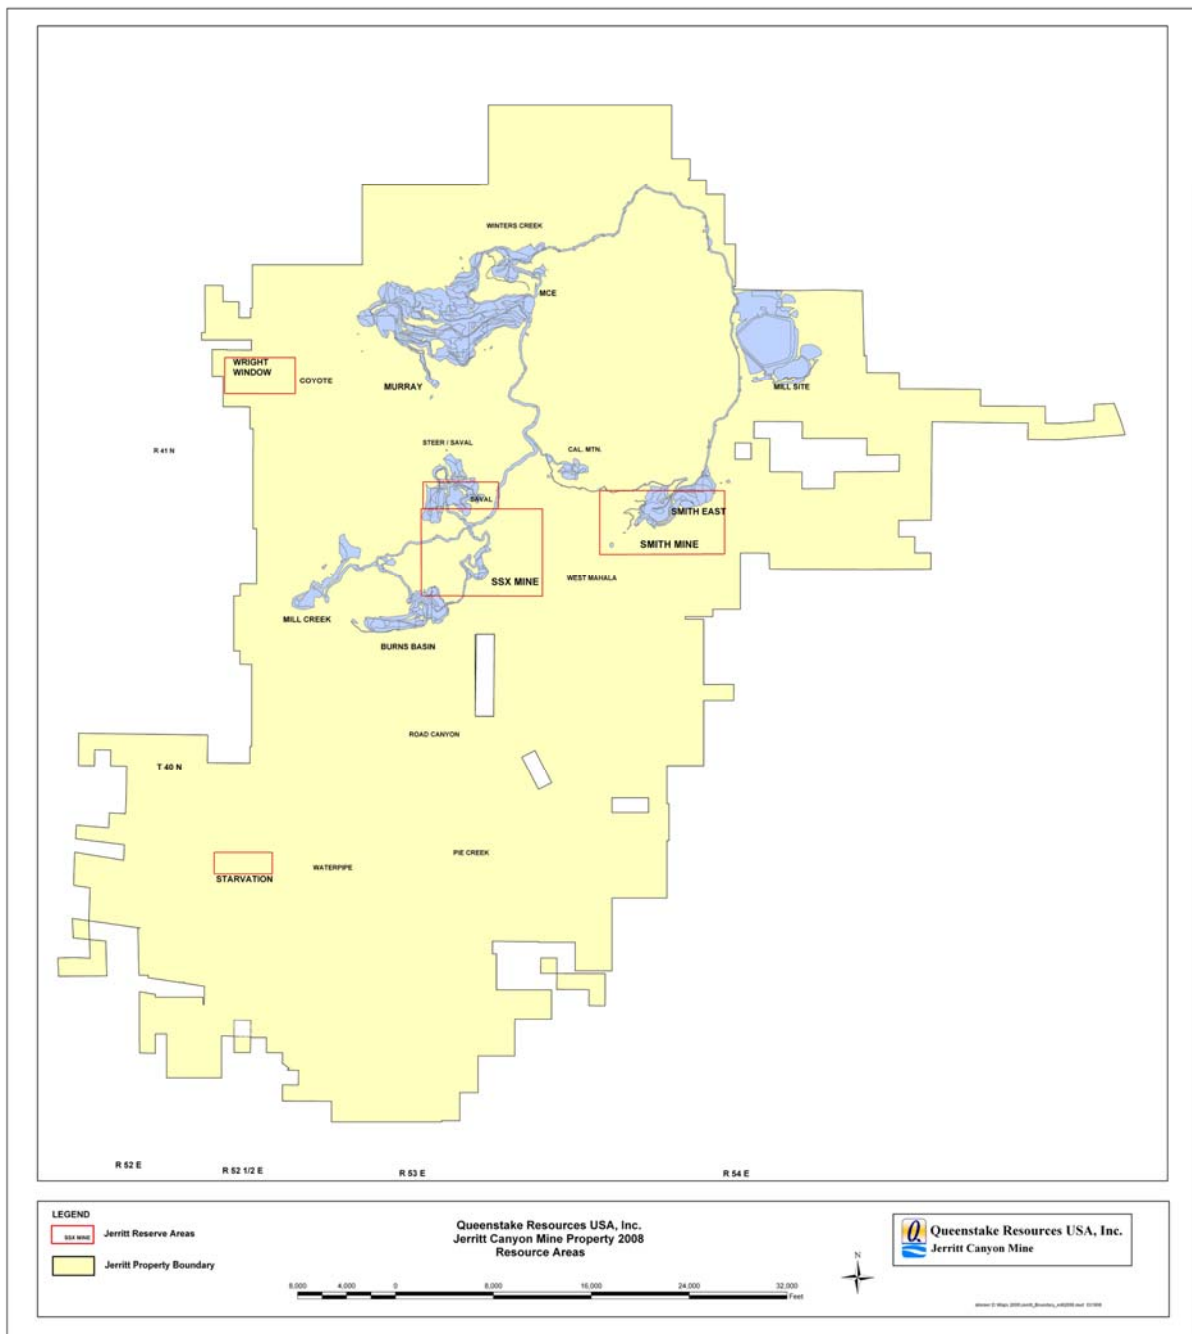 WINTERS CREEK
MCE
WRIGHT
WINDOW
COYOTE
MURRAY
MILL SITE
R 41 N
STEER / SAVAL
CAL. MTN.
SAVAL
SMITH EAST
SMITH MINE
SSX MINE
WEST MAHALA
MILL CREEK
BURNS BASIN
ROAD CANYON
T 40 N
PIE CREEK
WATERPIPE
STARVATION
R 52 E
R 52 1/2 E
R 53 E
R 54 E
LEGEND
SSX MINE
Jerritt Reserve Areas
Jerritt Property Boundary
Queenstake Resources USA, Inc.
Jerritt Canyon Mine Property 2008
Resource Areas
8,000 4,000 0 8,000 16,000 24,000 32,000
Feet
N
Q
Queenstake Resources USA, Inc.
Jerritt Canyon Mine